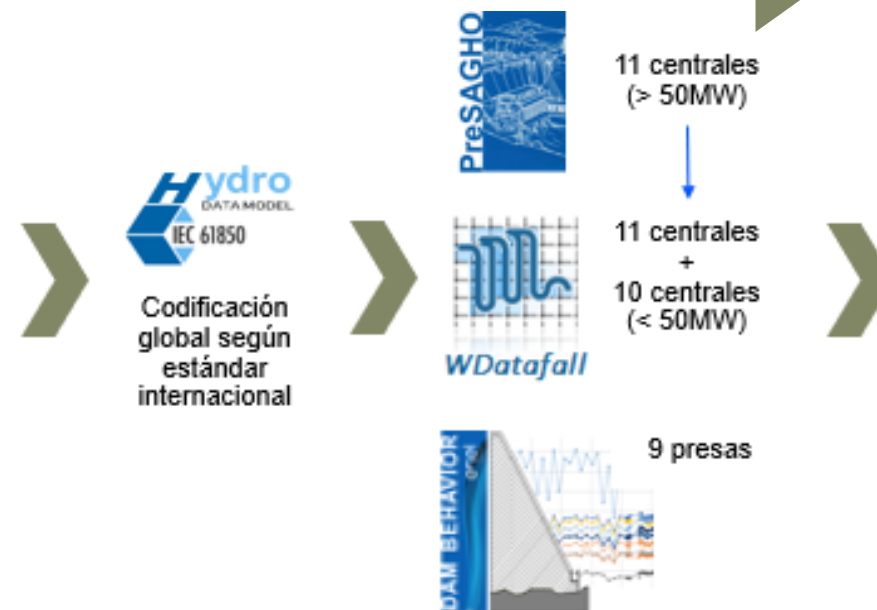 PreSAGHO
11 centrales
(> 50MW)
Hydro
DATA MODEL
IEC 61850
Codificación
global según
estándar
internacional
11 centrales
+
10 centrales
(< 50MW)
WDatafall
DAM BEHAVIOR
9 presas